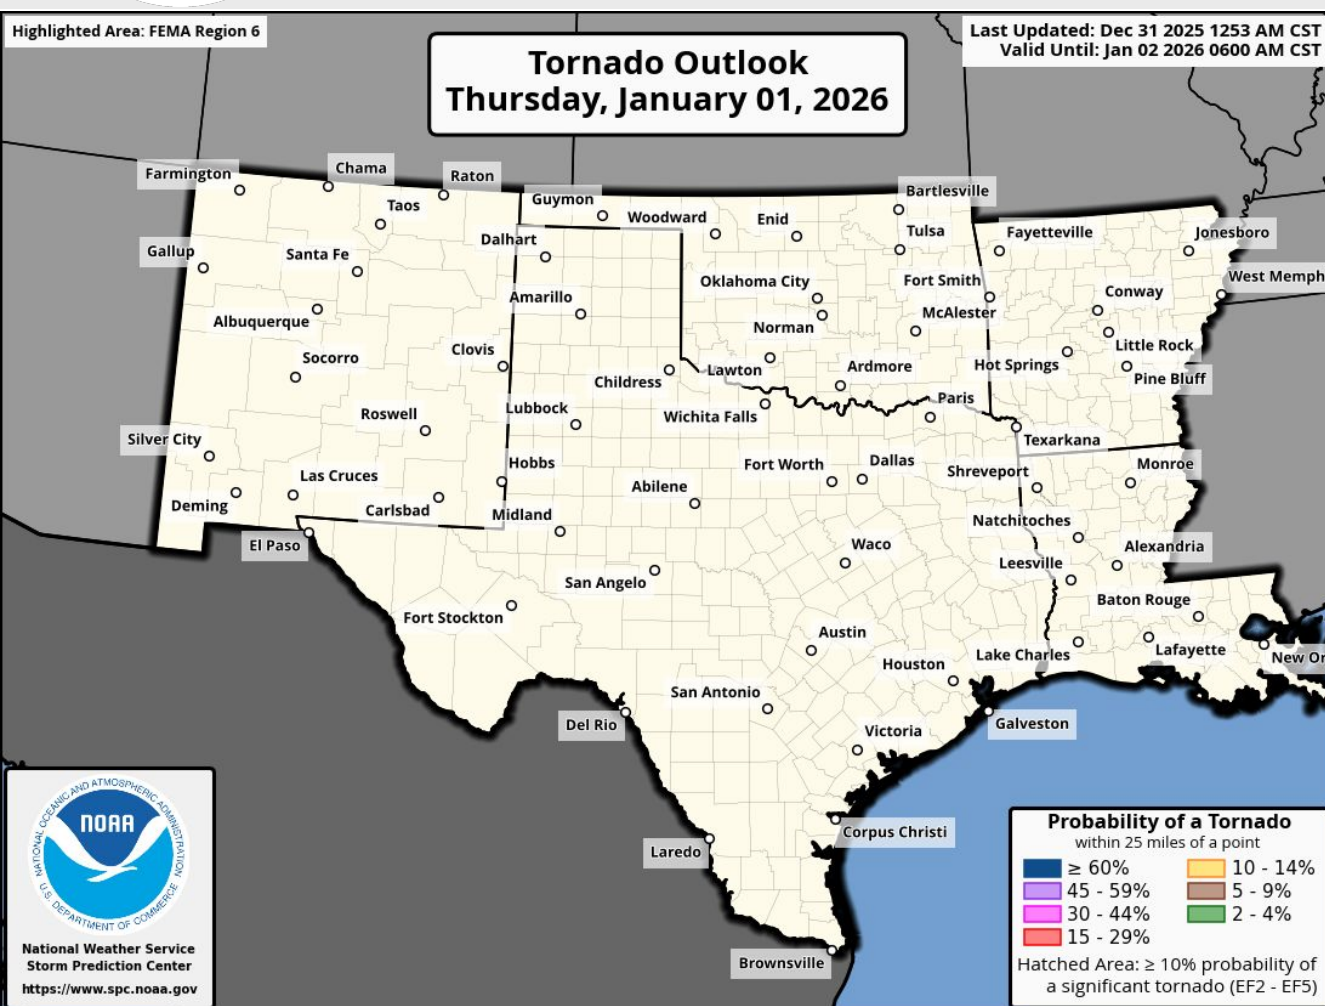 Highlighted Area: FEMA Region 6
Last Updated: Dec 31 2025 1253 AM CST
Valid Until: Jan 02 2026 0600 AM CST
Tornado Outlook
Thursday, January 01, 2026
Farmington
Chama
Raton
Taos
Guymon
Woodward
Enid
Bartlesville
Tulsa
Fayetteville
Jonesboro
Gallup
Santa Fe
Dalhart
Oklahoma City
Fort Smith
Conway
West Memph
Albuquerque
Amarillo
Norman
McAlester
Little Rock
Socorro
Clovis
Childress
Lawton
Ardmore
Hot Springs
Pine Bluff
Roswell
Lubbock
Wichita Falls
Paris
Texarkana
Silver City
Las Cruces
Hobbs
Abilene
Fort Worth
Dallas
Shreveport
Monroe
Deming
Carlsbad
Midland
Natchitoches
El Paso
San Angelo
Waco
Leesville
Alexandria
Fort Stockton
Austin
Baton Rouge
Houston
Lake Charles
Lafayette
New Or
San Antonio
Del Rio
Victoria
Galveston
Laredo
Corpus Christi
Brownsville
NATIONAL OCEANIC AND ATMOSPHERIC ADMINISTRATION
NOAA
U.S. DEPARTMENT OF COMMERCE
National Weather Service
Storm Prediction Center
https://www.spc.noaa.gov
Probability of a Tornado
within 25 miles of a point
≥ 60%
10 - 14%
45 - 59%
5 - 9%
30 - 44%
2 - 4%
15 - 29%
Hatched Area: ≥ 10% probability of
a significant tornado (EF2 - EF5)